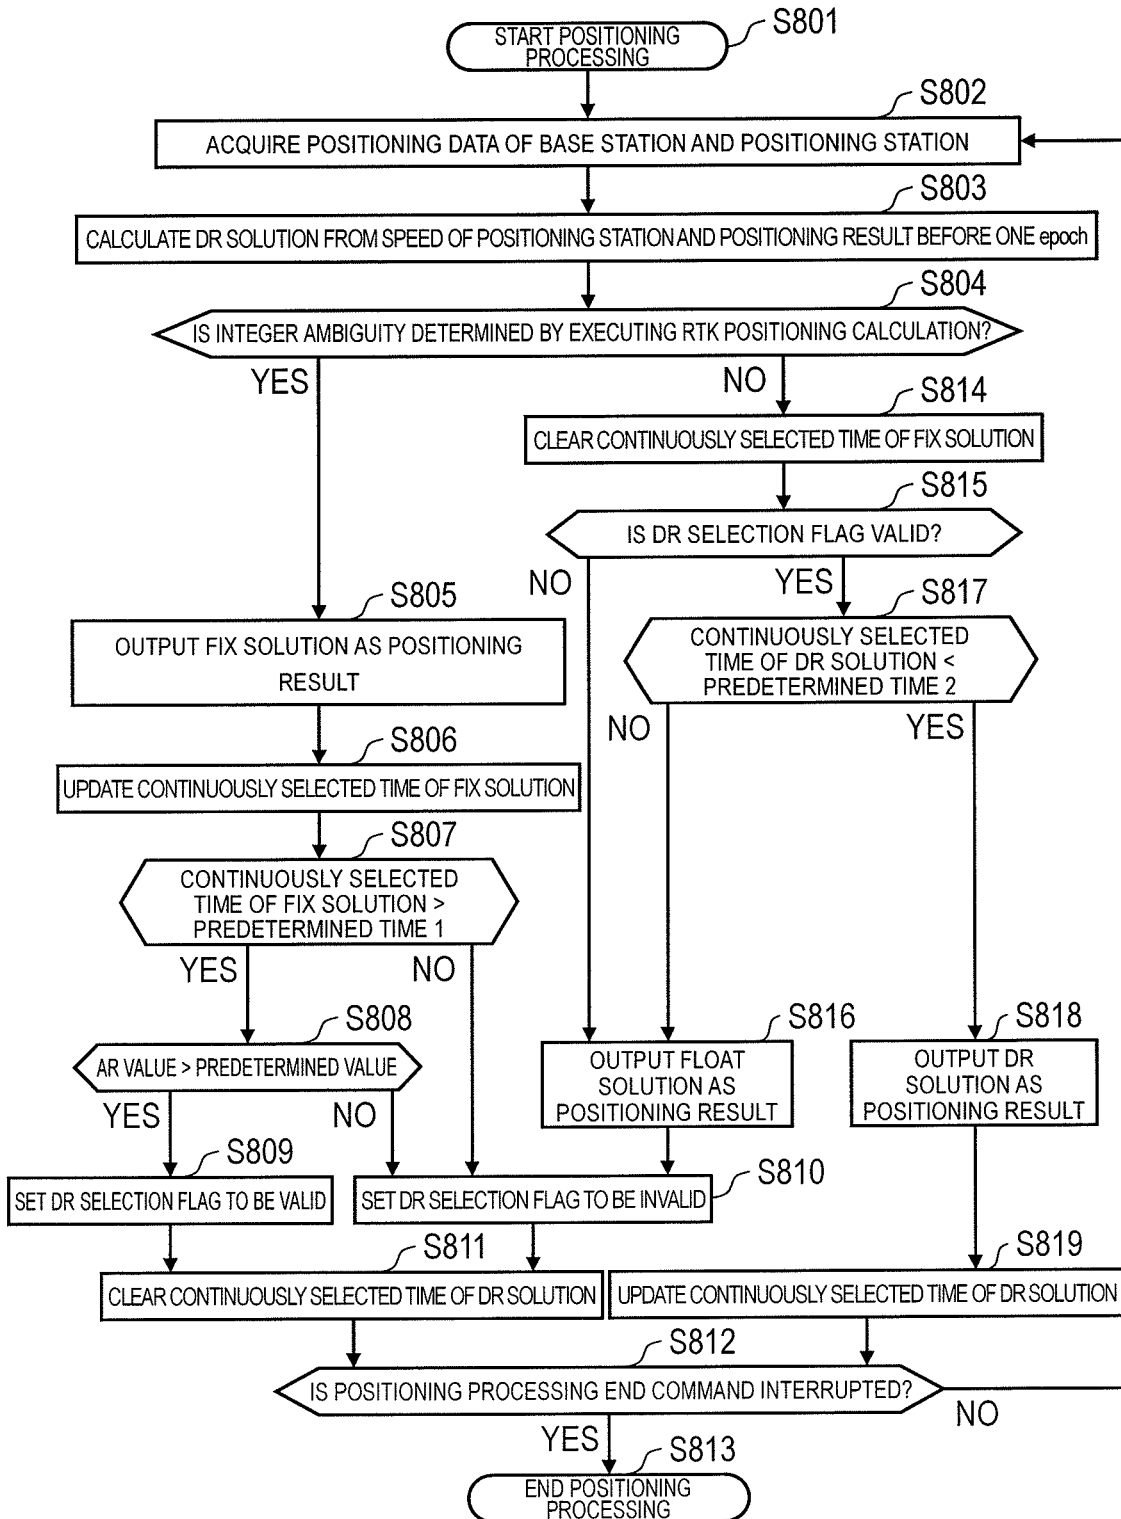 S801
START POSITIONING
PROCESSING
S802
ACQUIRE POSITIONING DATA OF BASE STATION AND POSITIONING STATION
S803
CALCULATE DR SOLUTION FROM SPEED OF POSITIONING STATION AND POSITIONING RESULT BEFORE ONE epoch
S804
IS INTEGER AMBIGUITY DETERMINED BY EXECUTING RTK POSITIONING CALCULATION?
YES
NO
S814
CLEAR CONTINUOUSLY SELECTED TIME OF FIX SOLUTION
S815
IS DR SELECTION FLAG VALID?
NO
YES
S817
CONTINUOUSLY SELECTED
TIME OF DR SOLUTION <
PREDETERMINED TIME 2
NO
YES
S805
OUTPUT FIX SOLUTION AS POSITIONING
RESULT
S806
UPDATE CONTINUOUSLY SELECTED TIME OF FIX SOLUTION
S807
CONTINUOUSLY SELECTED
TIME OF FIX SOLUTION >
PREDETERMINED TIME 1
YES
NO
S808
AR VALUE > PREDETERMINED VALUE
YES
NO
S816
OUTPUT FLOAT
SOLUTION AS
POSITIONING RESULT
S818
OUTPUT DR
SOLUTION AS
POSITIONING RESULT
S809
SET DR SELECTION FLAG TO BE VALID
S810
SET DR SELECTION FLAG TO BE INVALID
S811
CLEAR CONTINUOUSLY SELECTED TIME OF DR SOLUTION
S819
UPDATE CONTINUOUSLY SELECTED TIME OF DR SOLUTION
S812
IS POSITIONING PROCESSING END COMMAND INTERRUPTED?
NO
YES
S813
END POSITIONING
PROCESSING